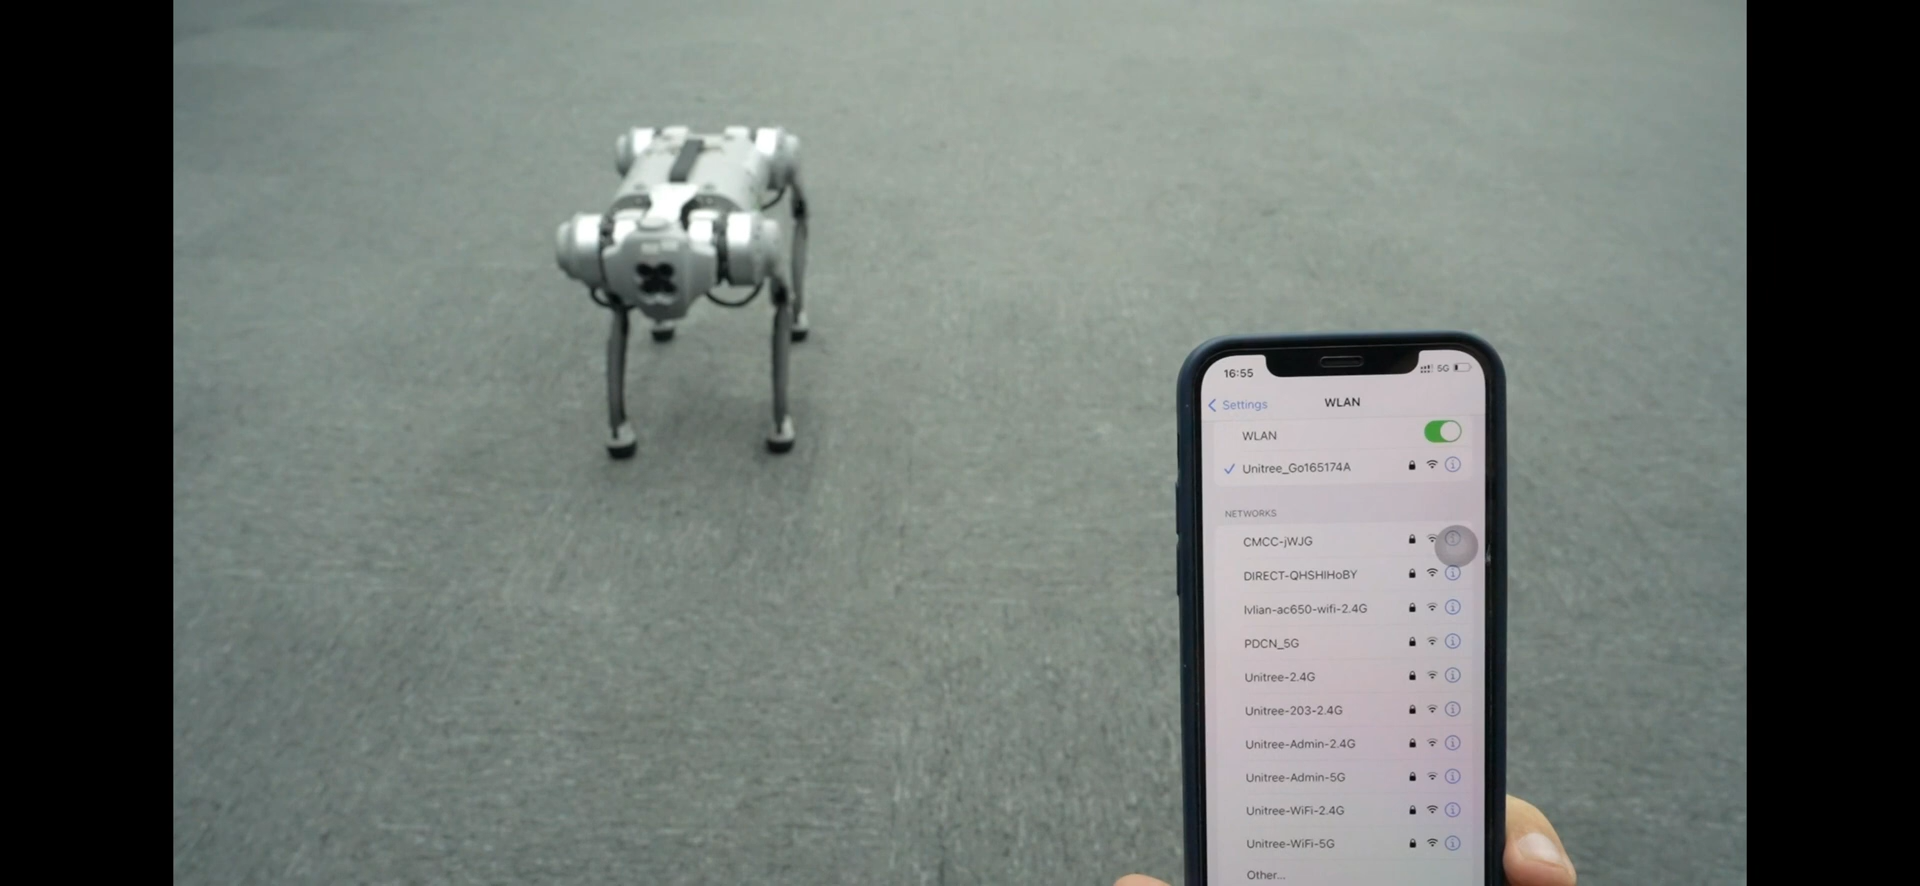 16:55 5G
Settings WLAN
WLAN
Unitree_Go165174A
NETWORKS
CMCC-jWJG
DIRECT-QHSHIHoBY
lvlian-ac650-wifi-2.4G
PDCN_5G
Unitree-2.4G
Unitree-203-2.4G
Unitree-Admin-2.4G
Unitree-Admin-5G
Unitree-WiFi-2.4G
Unitree-WiFi-5G
Other...